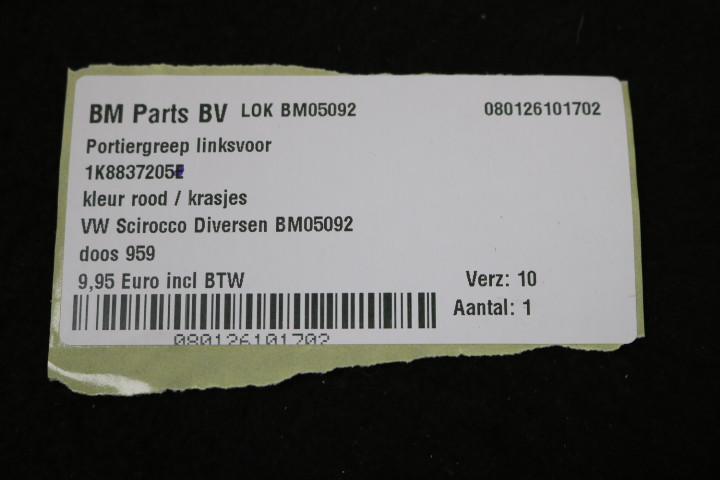 BM Parts BV LOK BM05092 080126101702
Portiergreep linksvoor
1K8837205E
kleur rood / krasjes
VW Scirocco Diversen BM05092
doos 959
9,95 Euro incl BTW Verz: 10
Aantal: 1
080126101702